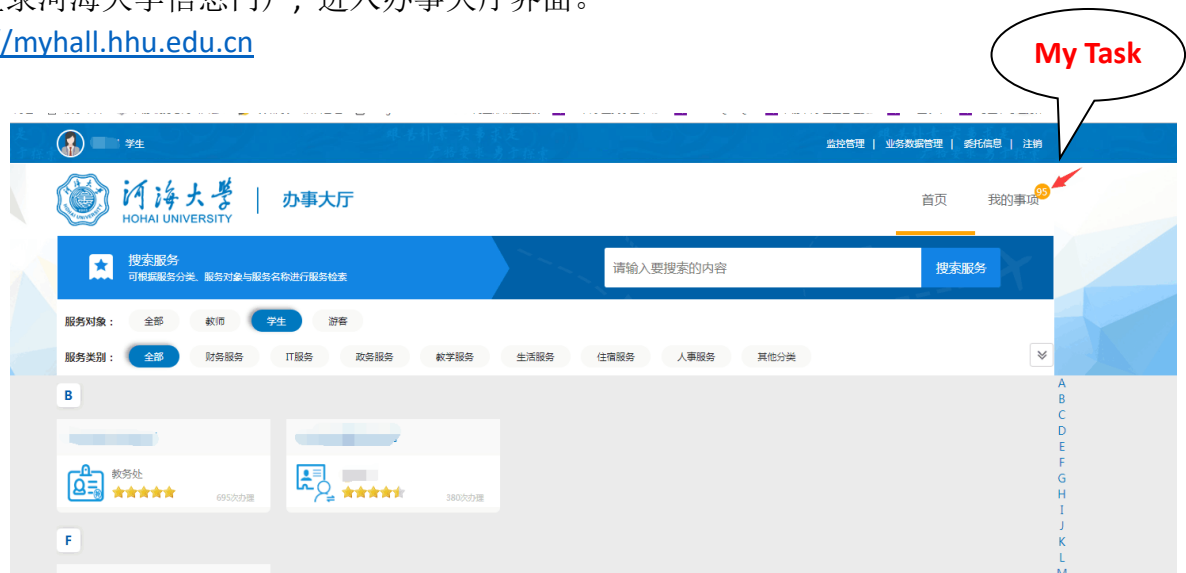 录河海大学信息门户, 进入办事大厅界面。
//myhall.hhu.edu.cn
My Task
学生
监控管理 | 业务数据管理 | 委托信息 | 注销
河海大学
HOHAI UNIVERSITY
办事大厅
首页
我的事项
95
搜索服务
可根据服务分类、服务对象与服务名称进行服务检索
请输入要搜索的内容
搜索服务
服务对象： 全部 教师 学生 游客
服务类别： 全部 财务服务 IT服务 政务服务 教学服务 生活服务 住宿服务 人事服务 其他分类
B
教务处
695次办理
380次办理
F
A
B
C
D
E
F
G
H
I
J
K
L
M